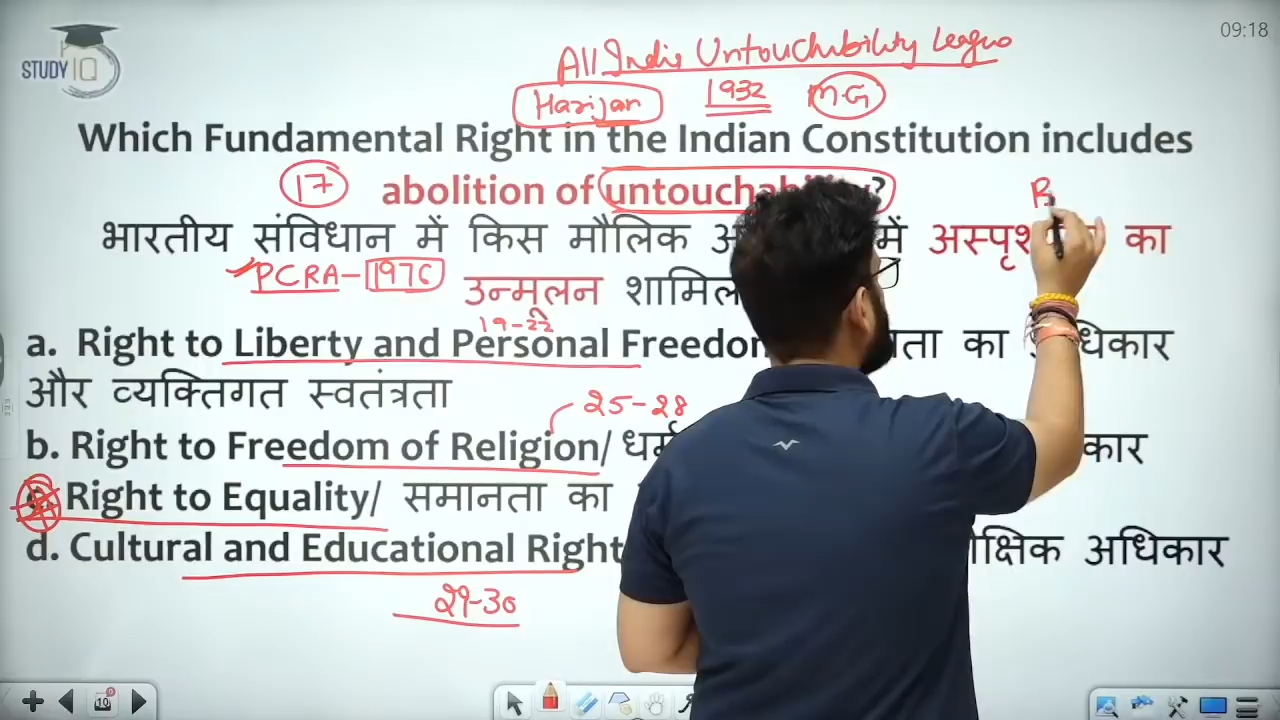 STUDY IQ
09:18
All India Untouchability League
Harijan 1932 MG
Which Fundamental Right in the Indian Constitution includes
17 abolition of untouchability?
B
भारतीय संविधान में किस मौलिक में का
PCRA-1976 उन्मूलन शामिल
19-22
a. Right to Liberty and Personal Freedom का
और व्यक्तिगत स्वतंत्रता
25-28
b. Right to Freedom of Religion/
Right to Equality/ समानता का
d. Cultural and Educational Right अधिकार
29-30
10